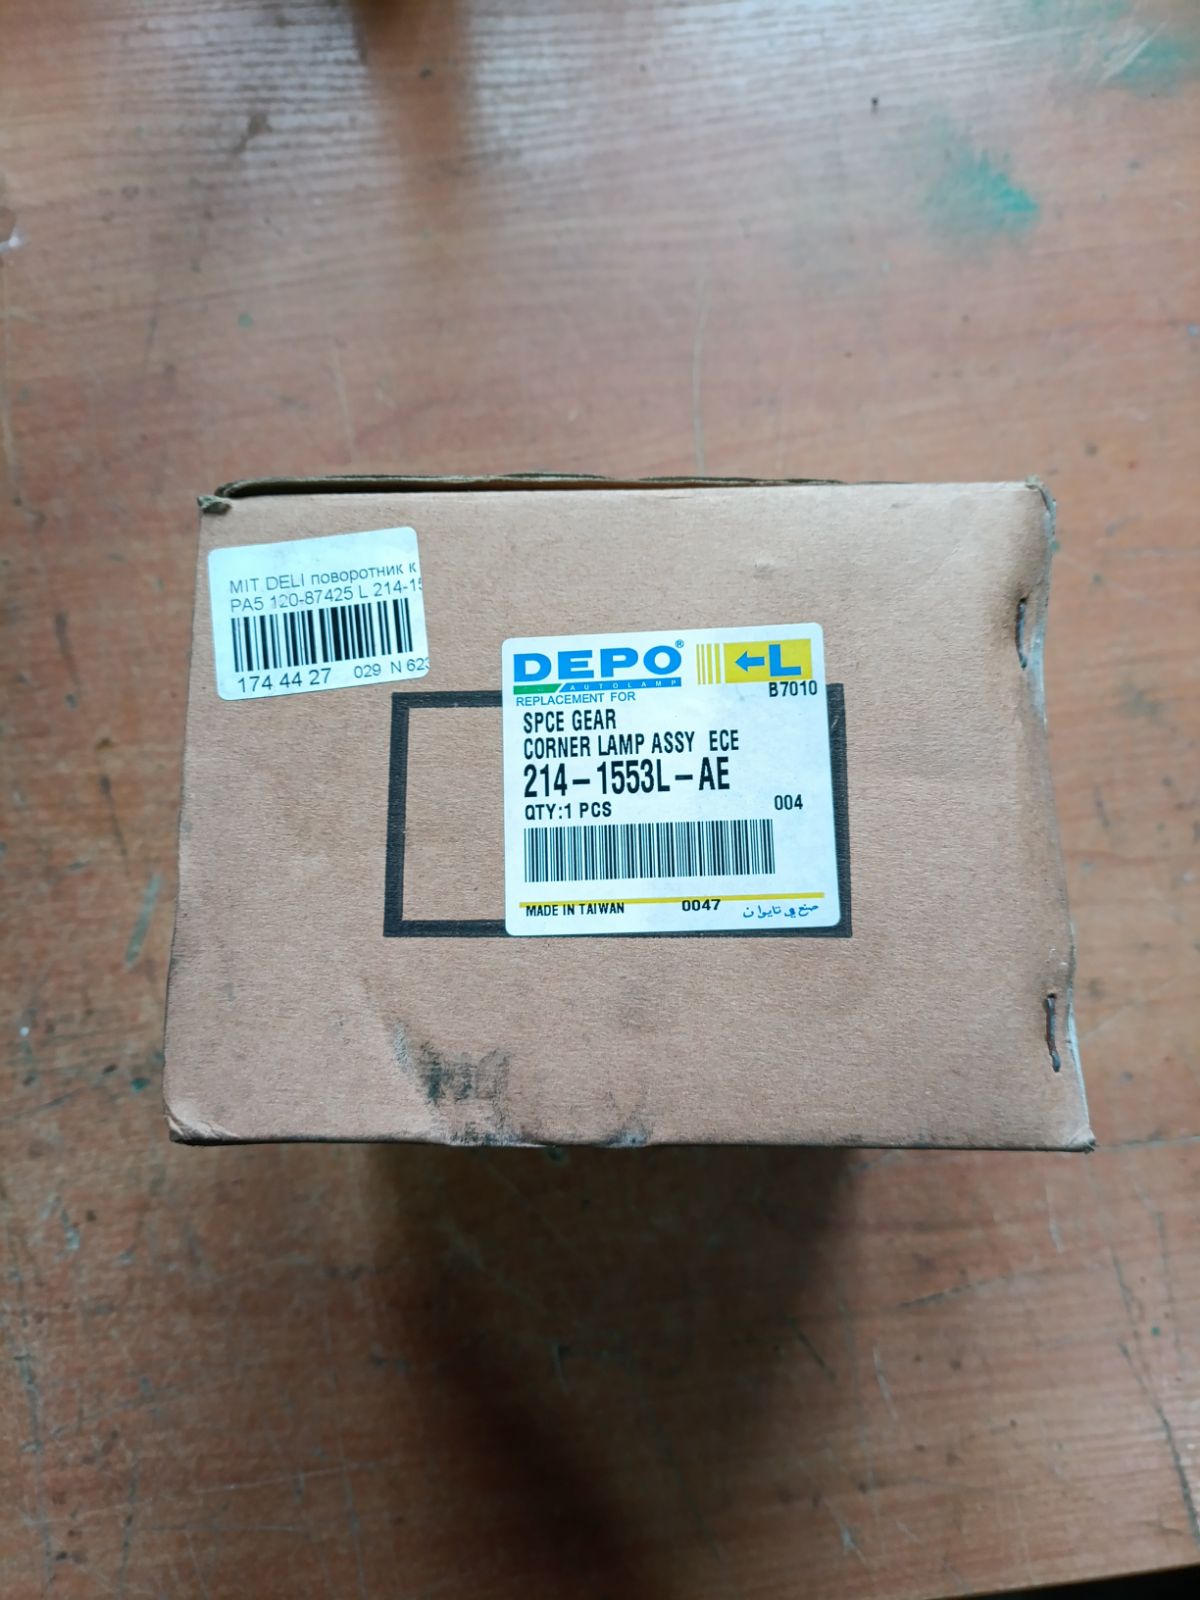 MIT DELI поворотник к
PA5 120-87425 L 214-15
174 44 27 029 N 623
DEPO®
AUTOLAMP
L
REPLACEMENT FOR
B7010
SPCE GEAR
CORNER LAMP ASSY ECE
214-1553L-AE
QTY:1 PCS
004
MADE IN TAIWAN 0047 صنع في تايوان